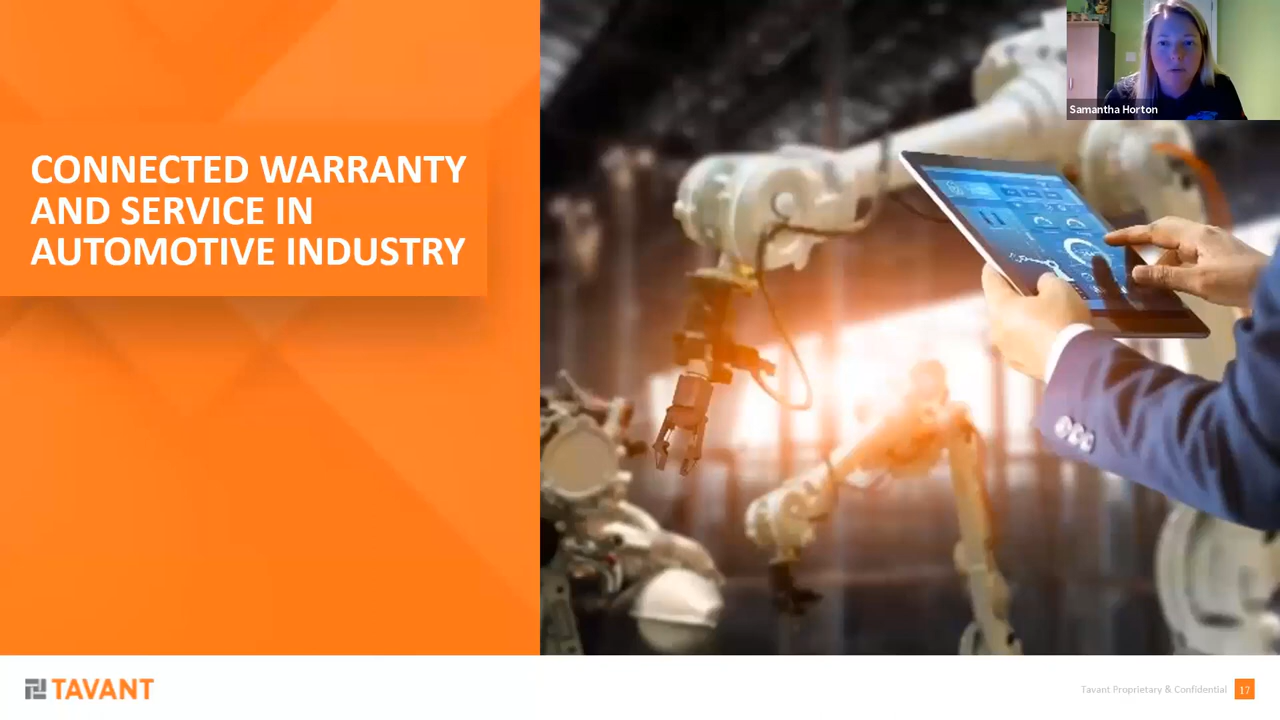 Samantha Horton
CONNECTED WARRANTY
AND SERVICE IN
AUTOMOTIVE INDUSTRY
TAVANT
Tavant Proprietary & Confidential
17